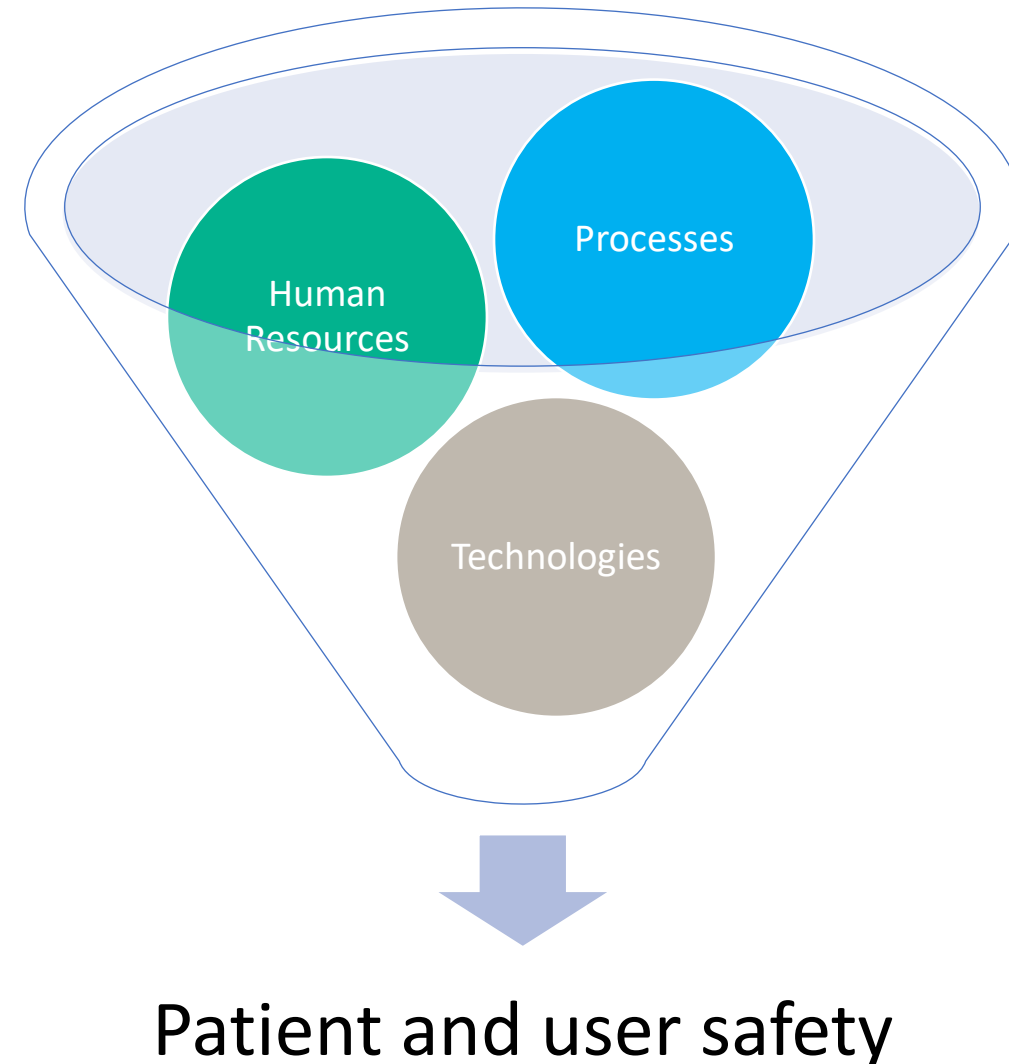 Processes
Human
Resources
Technologies
Patient and user safety